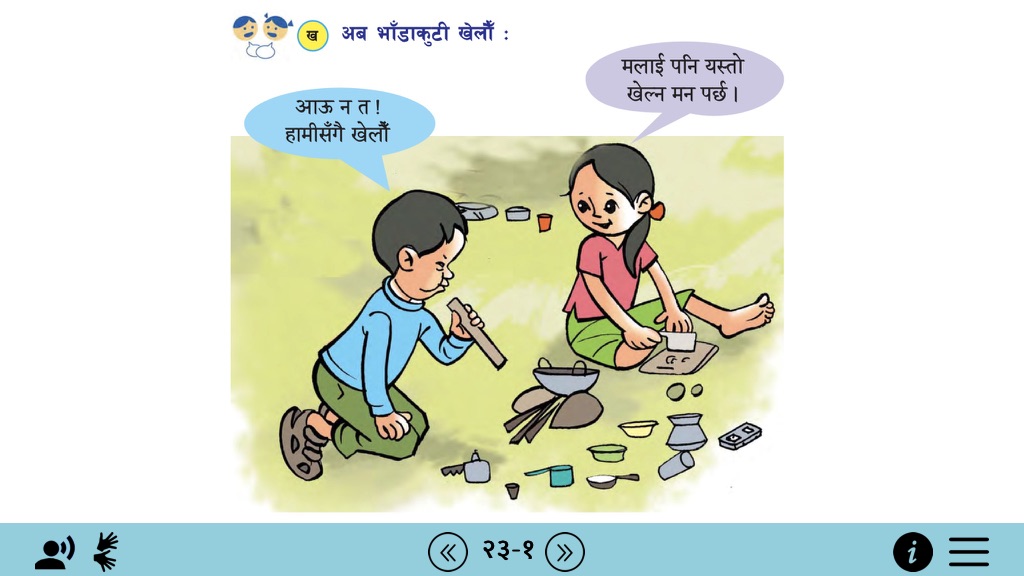 ख
अब भाँडाकुटी खेलौँ :
मलाई पनि यस्तो
खेल्न मन पर्छ ।
आऊ न त !
हामीसँगै खेलौँ
२३-१
i